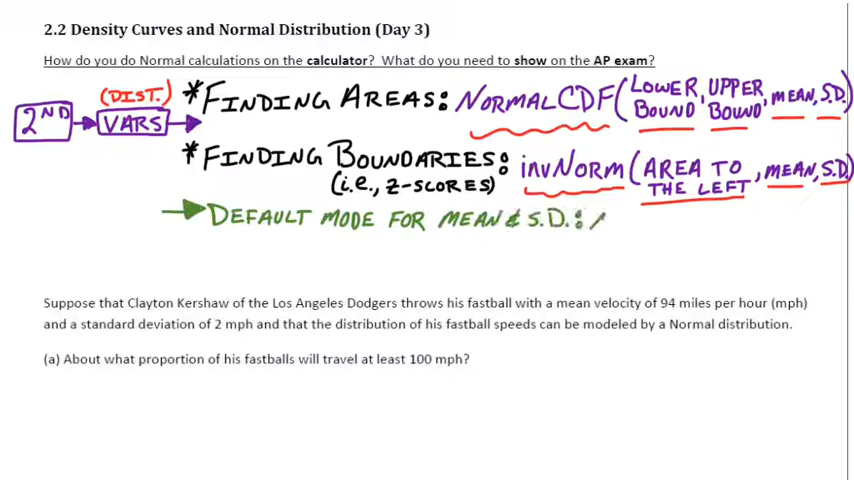 2.2 Density Curves and Normal Distribution (Day 3)
How do you do Normal calculations on the calculator? What do you need to show on the AP exam?
(DIST.) *FINDING AREAS: NORMALCDF(LOWER BOUND, UPPER BOUND, MEAN, S.D.)
2ND VARS
*FINDING BOUNDARIES: invNORM(AREA TO THE LEFT, MEAN, S.D.)
(i.e., Z-SCORES)
DEFAULT MODE FOR MEAN & S.D.:
Suppose that Clayton Kershaw of the Los Angeles Dodgers throws his fastball with a mean velocity of 94 miles per hour (mph)
and a standard deviation of 2 mph and that the distribution of his fastball speeds can be modeled by a Normal distribution.
(a) About what proportion of his fastballs will travel at least 100 mph?